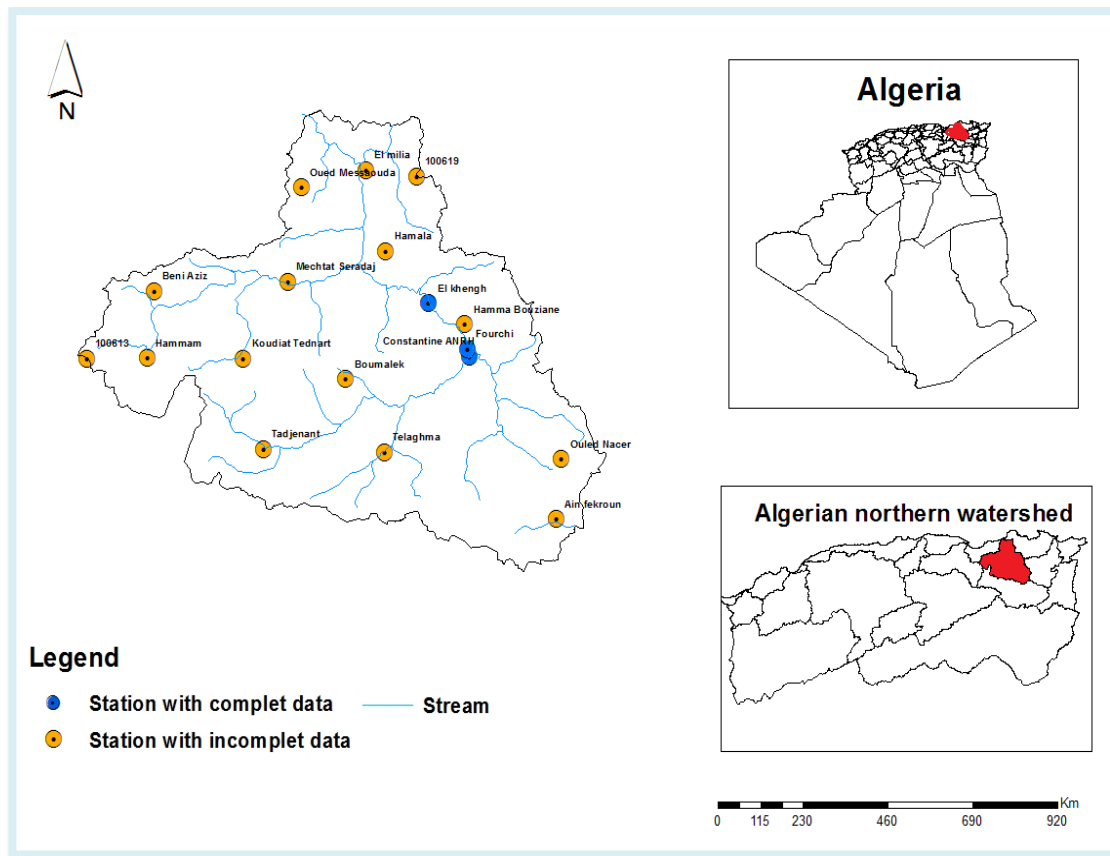 N
El milia
100619
Oued Messaouda
Hamala
Mechtat Seradaj
Beni Aziz
El khengh
Hamma Bouziane
Fourchi
Constantine ANRH
100613
Hammam
Koudiat Tednart
Boumalek
Tadjenant
Telaghma
Ouled Nacer
Ain fekroun
Legend
Station with complet data
Stream
Station with incomplet data
Algeria
Algerian northern watershed
Km
0 115 230 460 690 920